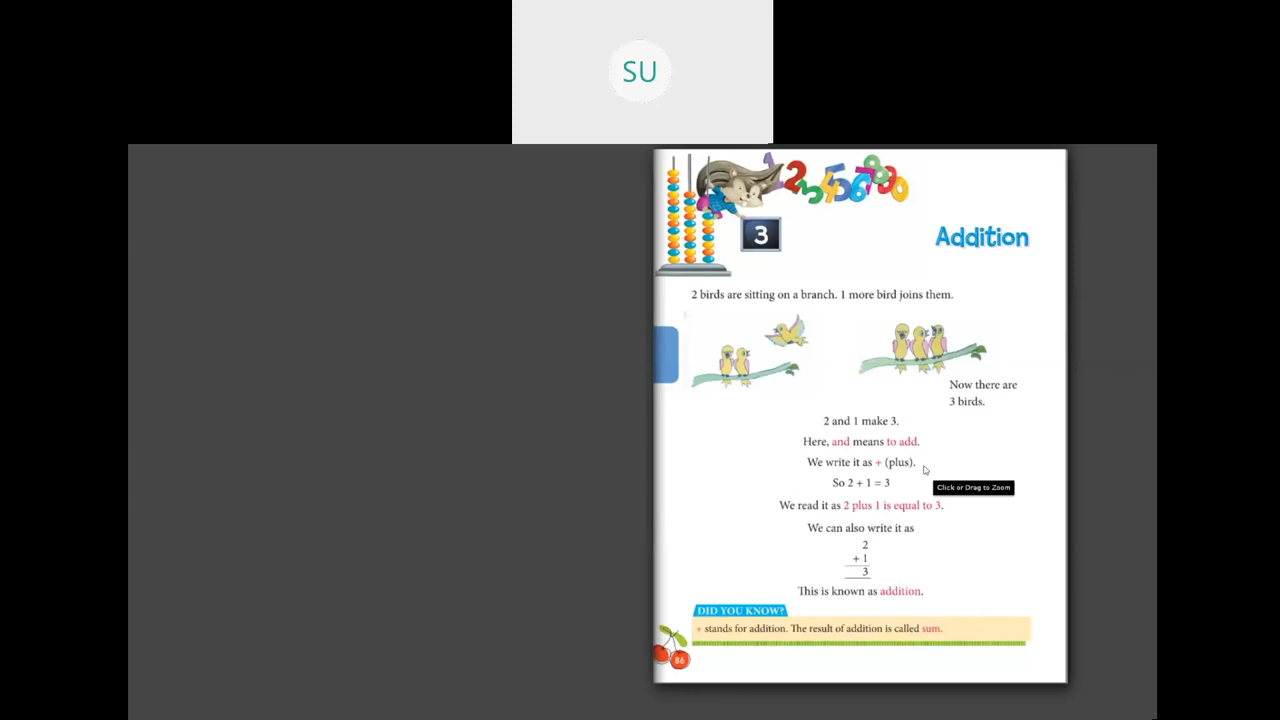 SU
1234567890
3
Addition
2 birds are sitting on a branch. 1 more bird joins them.
Now there are
3 birds.
2 and 1 make 3.
Here, and means to add.
We write it as + (plus).
So 2 + 1 = 3
Click or Drag to Zoom
We read it as 2 plus 1 is equal to 3.
We can also write it as
2
+ 1
3
This is known as addition.
DID YOU KNOW?
+ stands for addition. The result of addition is called sum.
86